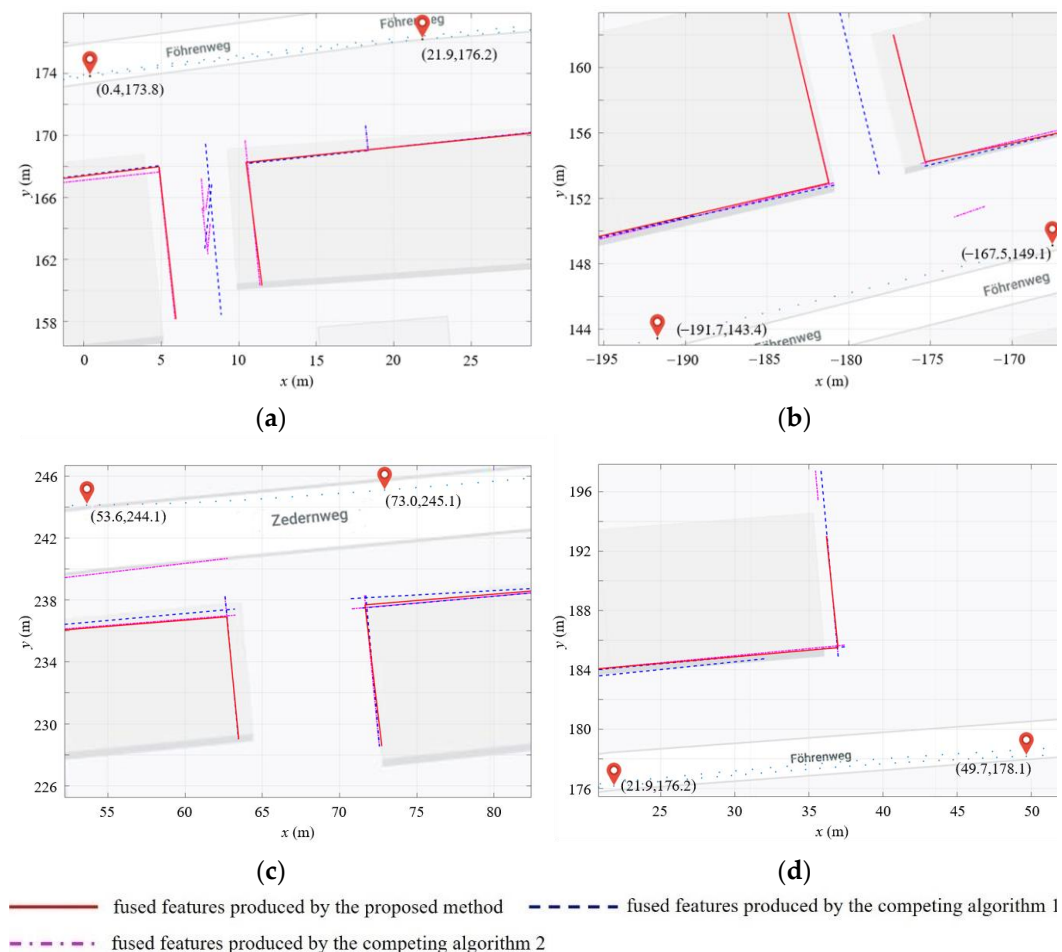 Föhrenweg
Föhrenweg
(21.9,176.2)
(0.4,173.8)
174
170
166
162
158
y (m)
0 5 10 15 20 25
x (m)
(a)
160
156
152
148
144
y (m)
(−167.5,149.1)
(−191.7,143.4)
Föhrenweg
Föhrenweg
−195 −190 −185 −180 −175 −170
x (m)
(b)
246
242
238
234
230
226
y (m)
(53.6,244.1)
(73.0,245.1)
Zedernweg
55 60 65 70 75 80
x (m)
(c)
196
192
188
184
180
176
y (m)
Föhrenweg
(21.9,176.2)
(49.7,178.1)
25 30 35 40 45 50
x (m)
(d)
fused features produced by the proposed method
fused features produced by the competing algorithm 1
fused features produced by the competing algorithm 2